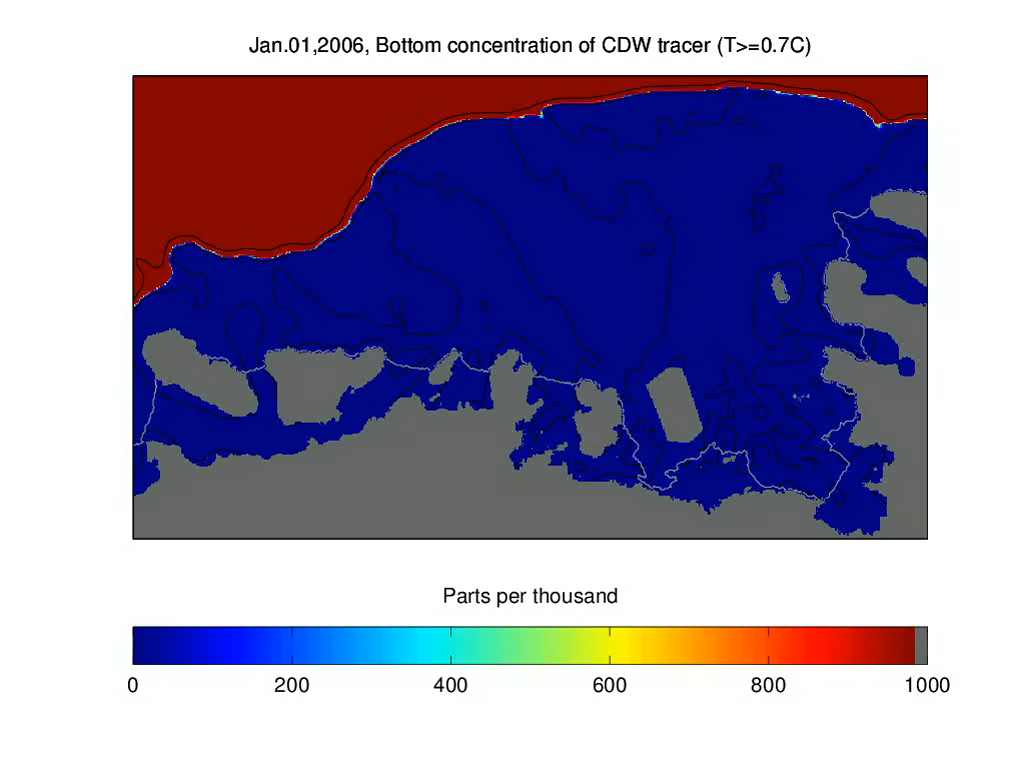 Jan.01,2006, Bottom concentration of CDW tracer (T>=0.7C)
Parts per thousand
0 200 400 600 800 1000